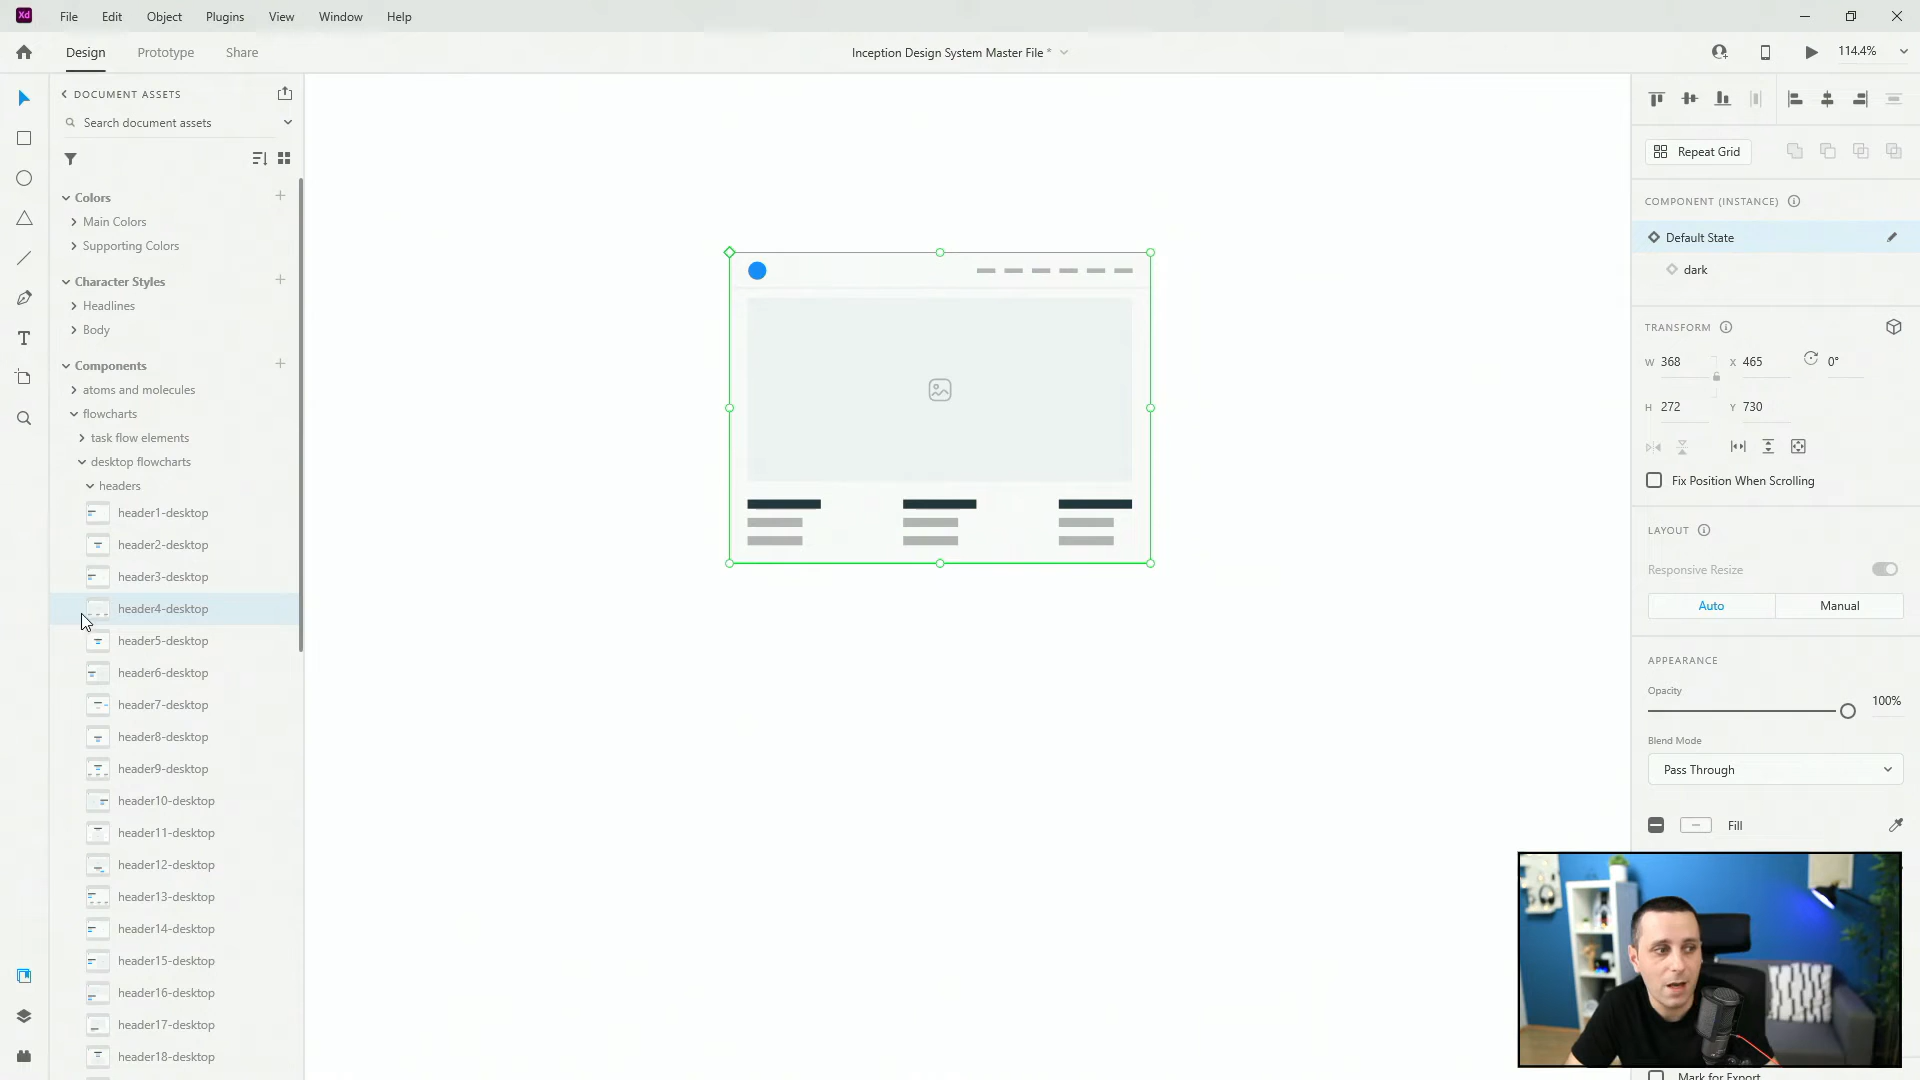 Xd
File
Edit
Object
Plugins
View
Window
Help
Design
Prototype
Share
Inception Design System Master File *
114.4%
DOCUMENT ASSETS
Search document assets
Colors
Main Colors
Supporting Colors
Character Styles
Headlines
Body
Components
atoms and molecules
flowcharts
task flow elements
desktop flowcharts
headers
header1-desktop
header2-desktop
header3-desktop
header4-desktop
header5-desktop
header6-desktop
header7-desktop
header8-desktop
header9-desktop
header10-desktop
header11-desktop
header12-desktop
header13-desktop
header14-desktop
header15-desktop
header16-desktop
header17-desktop
header18-desktop
Repeat Grid
COMPONENT (INSTANCE)
Default State
dark
TRANSFORM
W 368 X 465 0°
H 272 Y 730
Fix Position When Scrolling
LAYOUT
Responsive Resize
Auto Manual
APPEARANCE
Opacity
100%
Blend Mode
Pass Through
Fill
Mark for Export